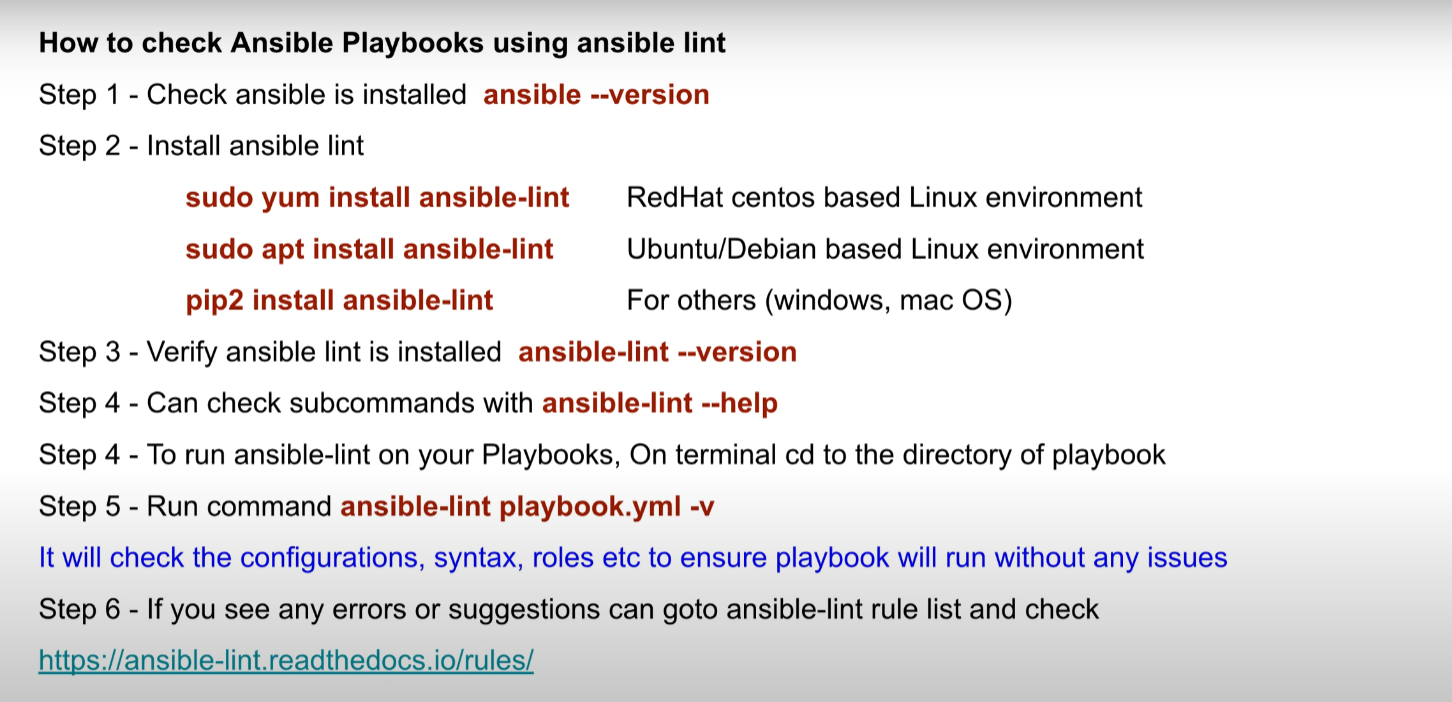 How to check Ansible Playbooks using ansible lint
Step 1 - Check ansible is installed ansible --version
Step 2 - Install ansible lint
sudo yum install ansible-lint RedHat centos based Linux environment
sudo apt install ansible-lint Ubuntu/Debian based Linux environment
pip2 install ansible-lint For others (windows, mac OS)
Step 3 - Verify ansible lint is installed ansible-lint --version
Step 4 - Can check subcommands with ansible-lint --help
Step 4 - To run ansible-lint on your Playbooks, On terminal cd to the directory of playbook
Step 5 - Run command ansible-lint playbook.yml -v
It will check the configurations, syntax, roles etc to ensure playbook will run without any issues
Step 6 - If you see any errors or suggestions can goto ansible-lint rule list and check
https://ansible-lint.readthedocs.io/rules/